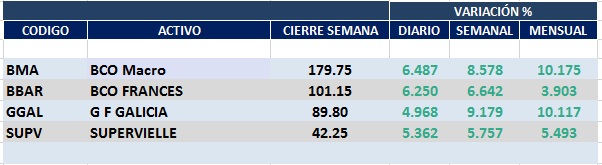 VARIACIÓN %
CODIGO ACTIVO CIERRE SEMANA DIARIO SEMANAL MENSUAL
BMA BCO Macro 179.75 6.487 8.578 10.175
BBAR BCO FRANCES 101.15 6.250 6.642 3.903
GGAL G F GALICIA 89.80 4.968 9.179 10.117
SUPV SUPERVIELLE 42.25 5.362 5.757 5.493